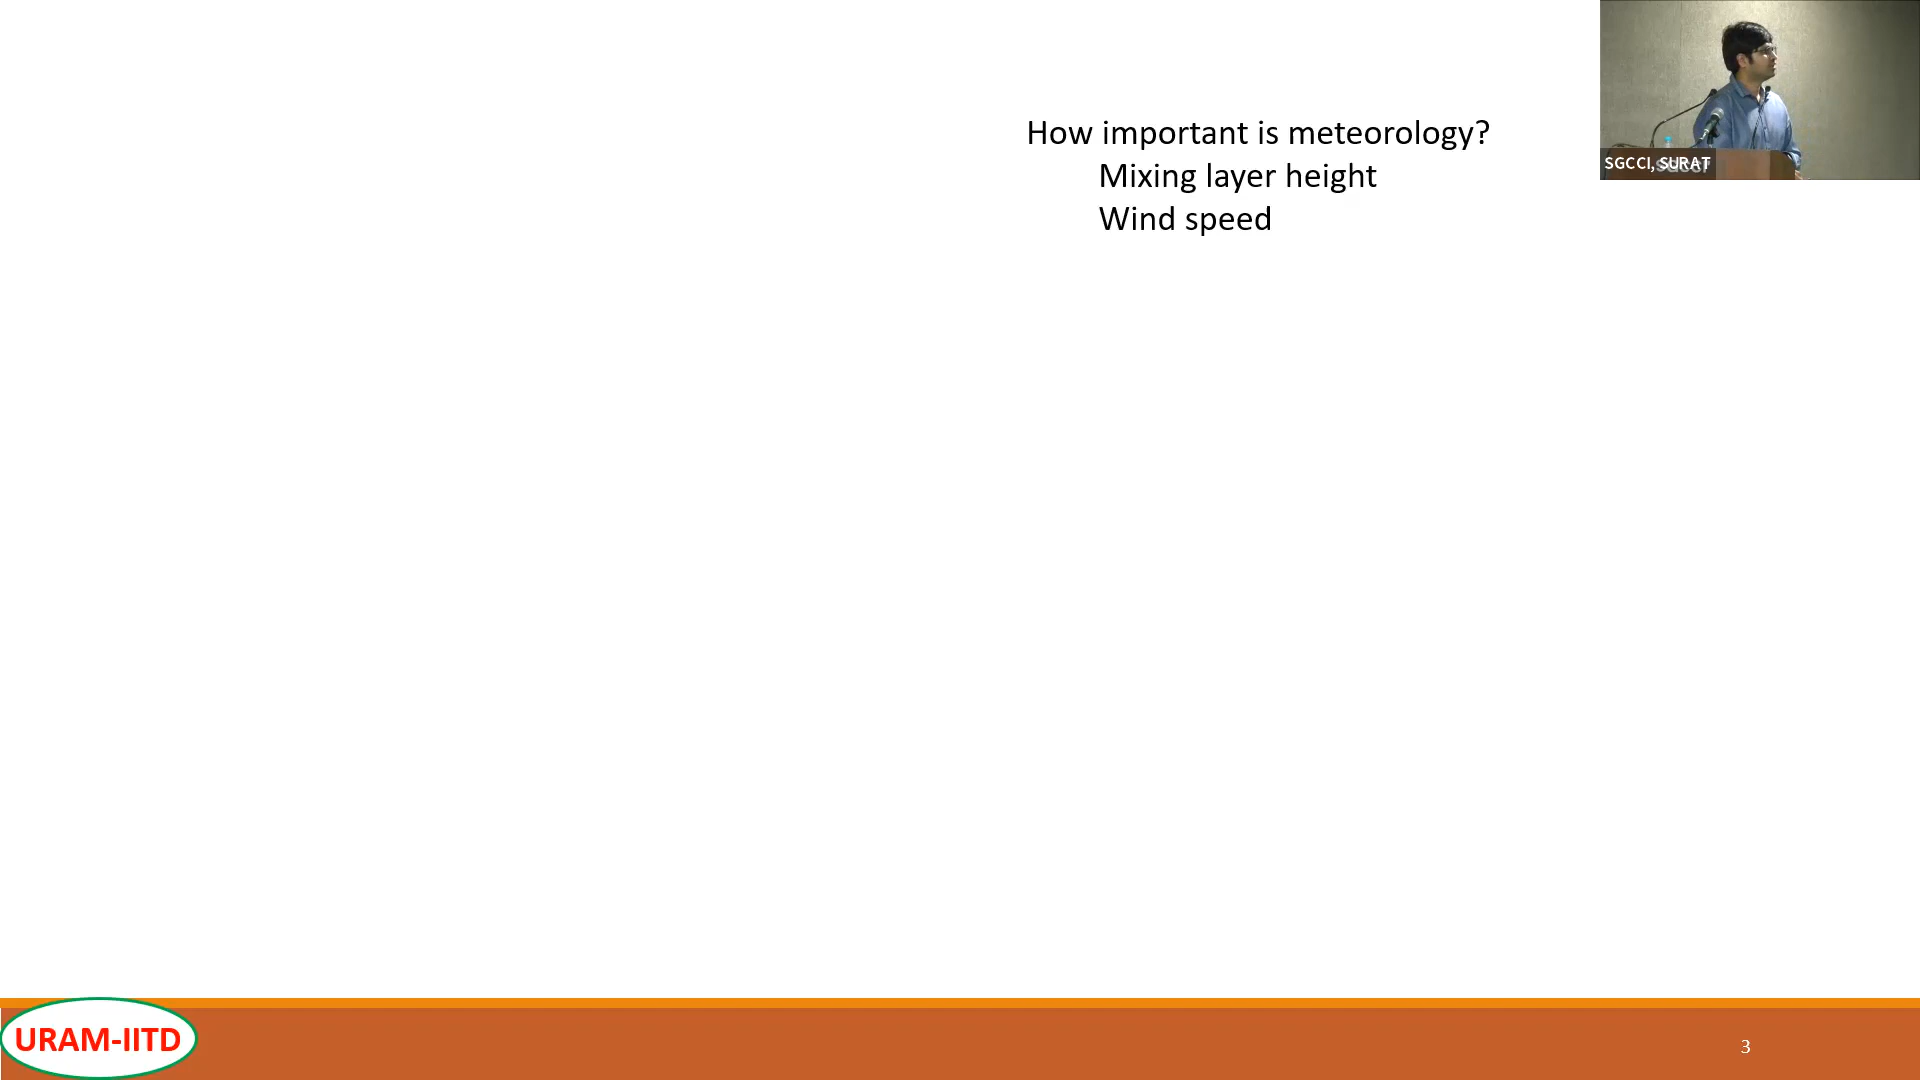 How important is meteorology?
Mixing layer height
Wind speed
SGCCI, SURAT
URAM-IITD
3